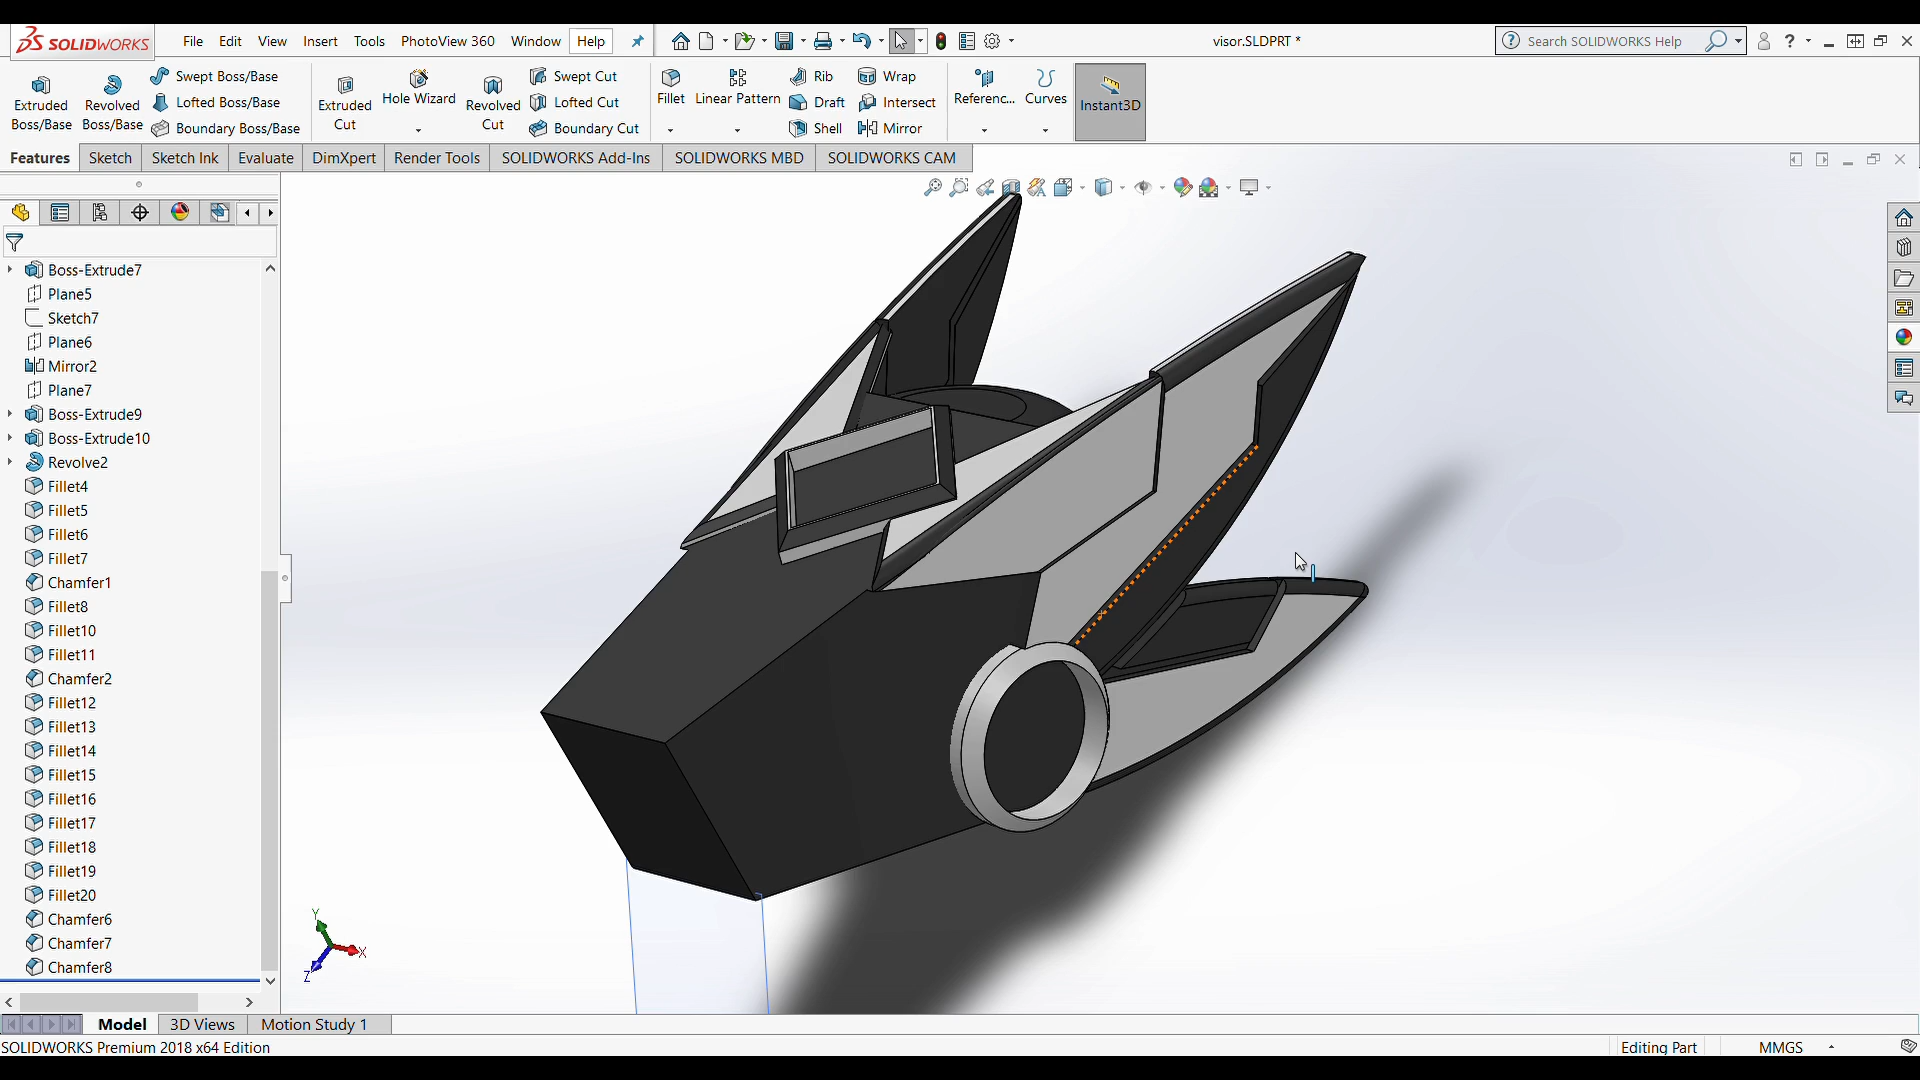 SOLIDWORKS
File Edit View Insert Tools PhotoView 360 Window Help
visor.SLDPRT *
Search SOLIDWORKS Help
Extruded Boss/Base
Revolved Boss/Base
Swept Boss/Base
Lofted Boss/Base
Boundary Boss/Base
Extruded Cut
Hole Wizard
Revolved Cut
Swept Cut
Lofted Cut
Boundary Cut
Fillet
Linear Pattern
Rib
Draft
Shell
Wrap
Intersect
Mirror
Referenc...
Curves
Instant3D
Features Sketch Sketch Ink Evaluate DimXpert Render Tools SOLIDWORKS Add-Ins SOLIDWORKS MBD SOLIDWORKS CAM
Boss-Extrude7
Plane5
Sketch7
Plane6
Mirror2
Plane7
Boss-Extrude9
Boss-Extrude10
Revolve2
Fillet4
Fillet5
Fillet6
Fillet7
Chamfer1
Fillet8
Fillet10
Fillet11
Chamfer2
Fillet12
Fillet13
Fillet14
Fillet15
Fillet16
Fillet17
Fillet18
Fillet19
Fillet20
Chamfer6
Chamfer7
Chamfer8
Y
X
Z
Model 3D Views Motion Study 1
SOLIDWORKS Premium 2018 x64 Edition
Editing Part
MMGS